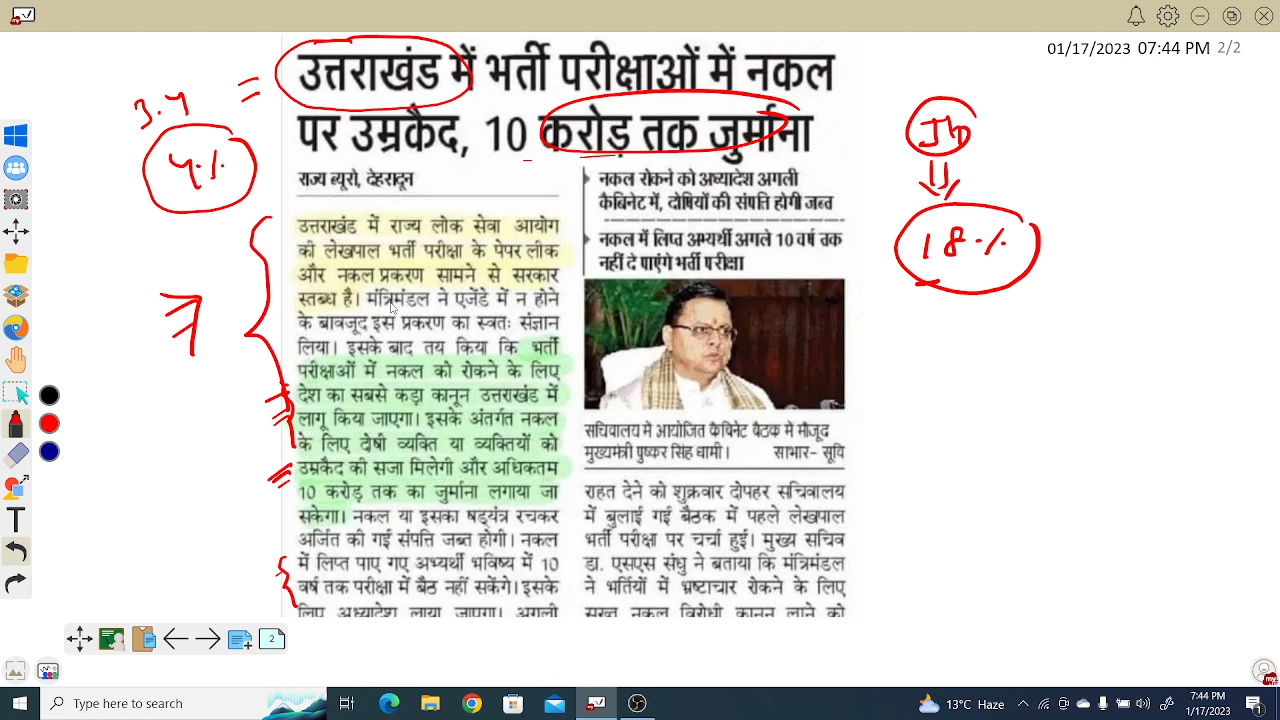 01/17/2023 07:44 PM 2/2
उत्तराखंड में भर्ती परीक्षाओं में नकल
पर उम्रकैद, 10 करोड़ तक जुर्माना
3.4
4.%
18.%
राज्य ब्यूरो, देहरादून
उत्तराखंड में राज्य लोक सेवा आयोग
की लेखपाल भर्ती परीक्षा के पेपर लीक
और नकल प्रकरण सामने से सरकार
स्तब्ध है। मंत्रिमंडल ने एजेंडे में न होने
के बावजूद इस प्रकरण का स्वतः संज्ञान
लिया। इसके बाद तय किया कि भर्ती
परीक्षाओं में नकल को रोकने के लिए
देश का सबसे कड़ा कानून उत्तराखंड में
लागू किया जाएगा। इसके अंतर्गत नकल
के लिए दोषी व्यक्ति या व्यक्तियों को
उम्रकैद की सजा मिलेगी और अधिकतम
10 करोड़ तक का जुर्माना लगाया जा
सकेगा। नकल या इसका षड्यंत्र रचकर
अर्जित की गई संपत्ति जब्त होगी। नकल
में लिप्त पाए गए अभ्यर्थी भविष्य में 10
वर्ष तक परीक्षा में बैठ नहीं सकेंगे। इसके
लिए अध्यादेश लाया जाएगा। अगली
नकल रोकने को अध्यादेश अगली
कैबिनेट में, दोषियों की संपत्ति होगी जब्त
नकल में लिप्त अभ्यर्थी अगले 10 वर्ष तक
नहीं दे पाएंगे भर्ती परीक्षा
सचिवालय में आयोजित कैबिनेट बैठक में मौजूद
मुख्यमंत्री पुष्कर सिंह धामी। साभार- सूवि
राहत देने को शुक्रवार दोपहर सचिवालय
में बुलाई गई बैठक में पहले लेखपाल
भर्ती परीक्षा पर चर्चा हुई। मुख्य सचिव
डा. एसएस संधु ने बताया कि मंत्रिमंडल
ने भर्तियों में भ्रष्टाचार रोकने के लिए
सख्त नकल विरोधी कानून लाने को
2
Type here to search
13°C Haze
7:44 PM
1/17/2023